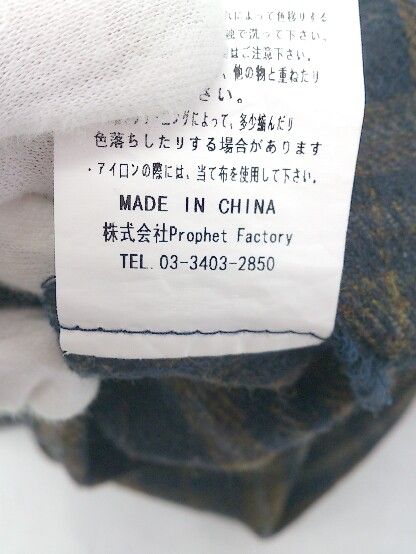 によって色移りする
で洗って下さい。
はご注意下さい。
、他の物と重ねたり
さい。
ーニングによって、多少縮んだり
色落ちしたりする場合があります
・アイロンの際には、当て布を使用して下さい。
MADE IN CHINA
株式会社Prophet Factory
TEL. 03-3403-2850